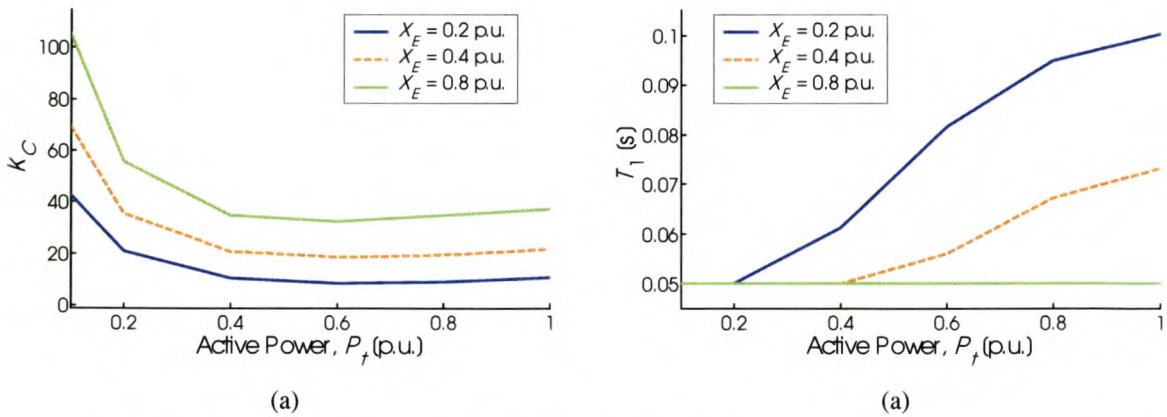 100
80
60
40
20
0
K_C
X_E = 0.2 p.u.
X_E = 0.4 p.u.
X_E = 0.8 p.u.
0.2 0.4 0.6 0.8 1
Active Power, P_t (p.u.)
(a)
0.1
0.09
0.08
0.07
0.06
0.05
T_1 (s)
X_E = 0.2 p.u.
X_E = 0.4 p.u.
X_E = 0.8 p.u.
0.2 0.4 0.6 0.8 1
Active Power, P_t (p.u.)
(a)